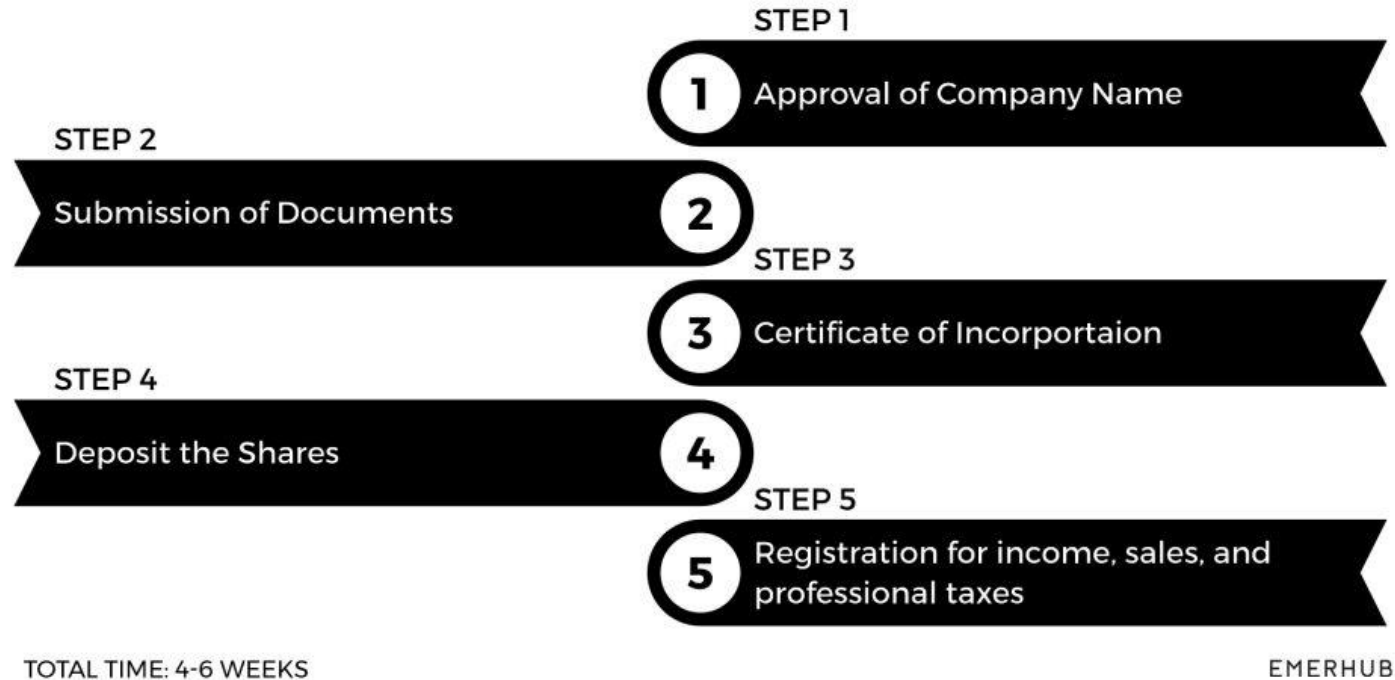 STEP 1
1
Approval of Company Name
STEP 2
Submission of Documents
2
STEP 3
3
Certificate of Incorportaion
STEP 4
Deposit the Shares
4
STEP 5
5
Registration for income, sales, and
professional taxes
TOTAL TIME: 4-6 WEEKS
EMERHUB